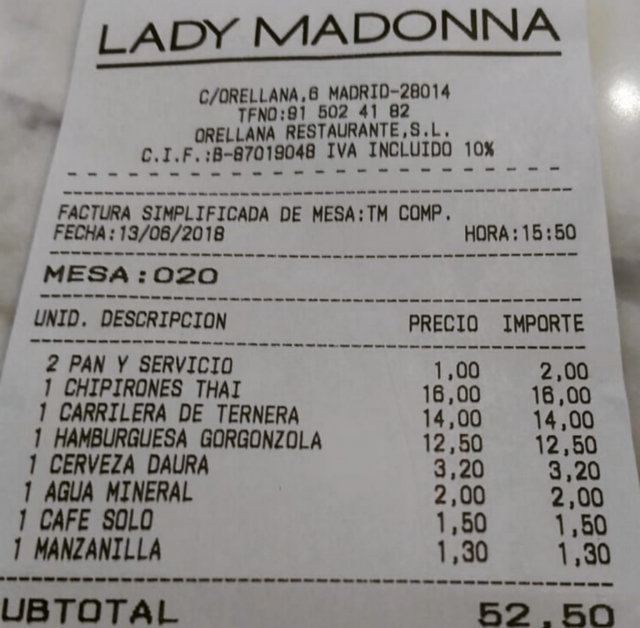 LADY MADONNA
C/ORELLANA,6 MADRID-28014
TFNO:91 502 41 82
ORELLANA RESTAURANTE,S.L.
C.I.F.:B-87019048 IVA INCLUIDO 10%
FACTURA SIMPLIFICADA DE MESA:TM COMP.
FECHA:13/06/2018 HORA:15:50
MESA:020
UNID. DESCRIPCION PRECIO IMPORTE
2 PAN Y SERVICIO 1,00 2,00
1 CHIPIRONES THAI 16,00 16,00
1 CARRILERA DE TERNERA 14,00 14,00
1 HAMBURGUESA GORGONZOLA 12,50 12,50
1 CERVEZA DAURA 3,20 3,20
1 AGUA MINERAL 2,00 2,00
1 CAFE SOLO 1,50 1,50
1 MANZANILLA 1,30 1,30
UBTOTAL 52,50